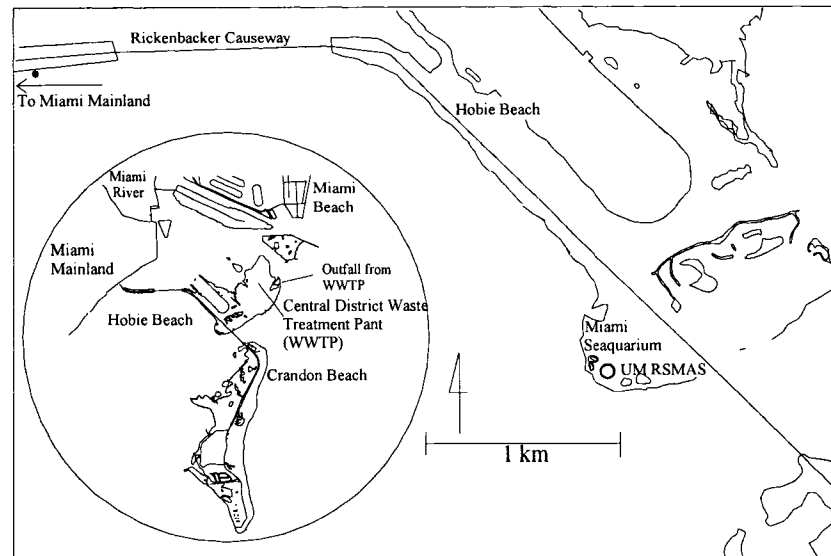 Rickenbacker Causeway
To Miami Mainland
Hobie Beach
Miami
River
Miami
Beach
Miami
Mainland
Outfall from
WWTP
Central District Waste
Treatment Pant
(WWTP)
Hobie Beach
Crandon Beach
Miami
Seaquarium
UM RSMAS
1 km